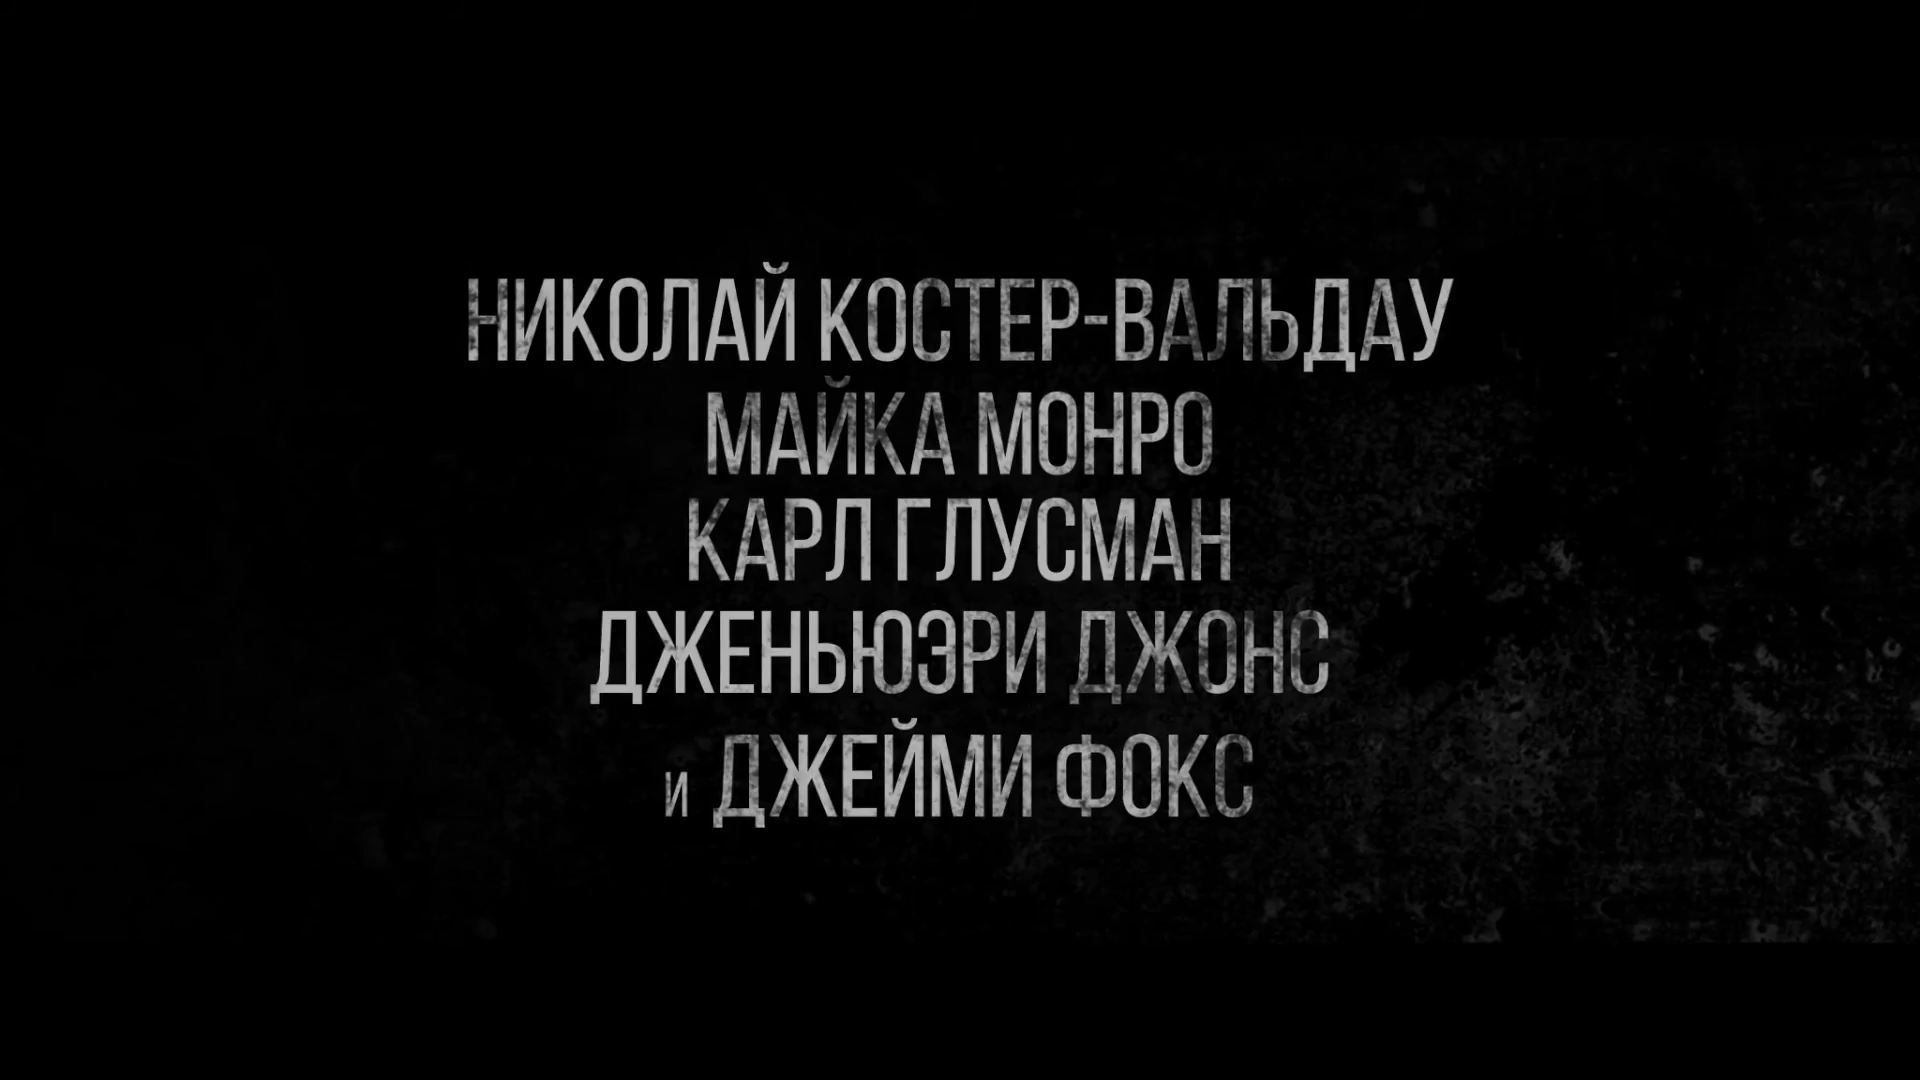 НИКОЛАЙ КОСТЕР-ВАЛЬДАУ
МАЙКА МОНРО
КАРЛ ГЛУСМАН
ДЖЕНЬЮЭРИ ДЖОНС
и ДЖЕЙМИ ФОКС